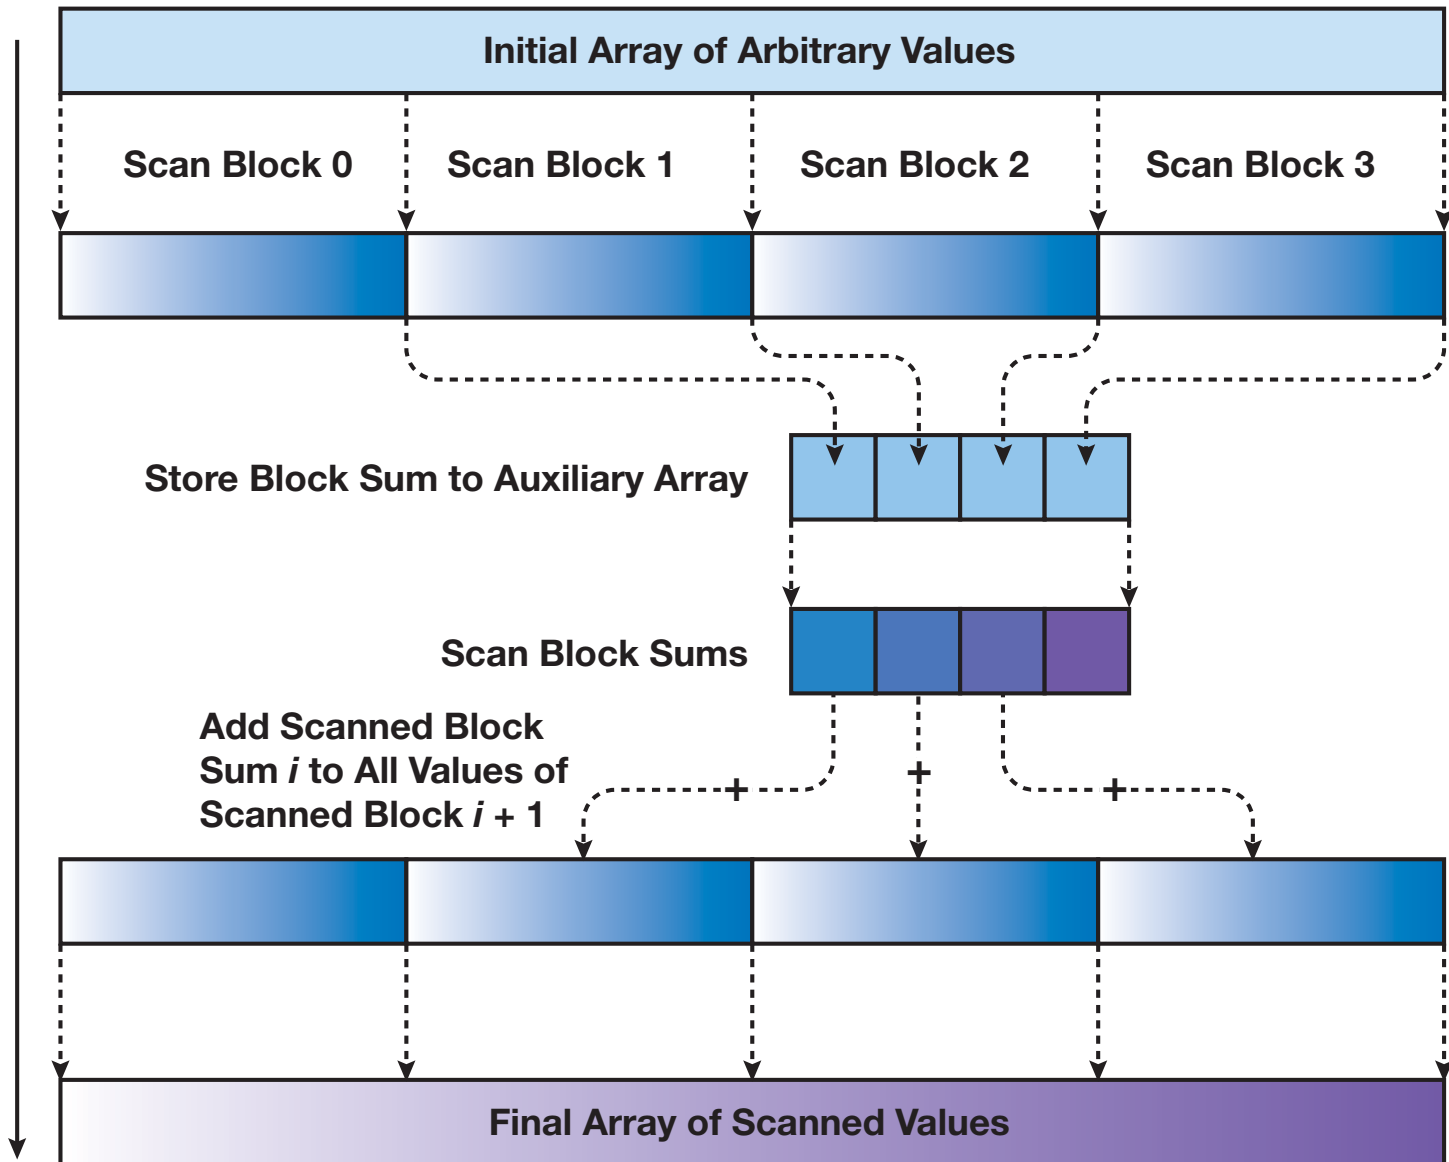 Initial Array of Arbitrary Values
Scan Block 0
Scan Block 1
Scan Block 2
Scan Block 3
Store Block Sum to Auxiliary Array
Scan Block Sums
Add Scanned Block
Sum i to All Values of
Scanned Block i + 1
+
+
+
Final Array of Scanned Values